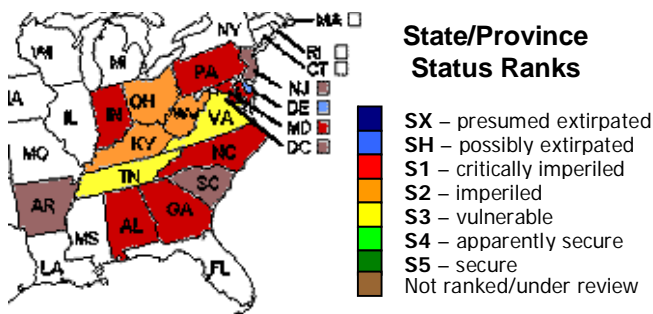 NY
MA
WI
MI
RI
CT
PA
NJ
IA
IL
IN
OH
DE
WV
VA
MD
KY
MO
DC
NC
TN
SC
AR
MS
AL
GA
LA
FL
State/Province
Status Ranks
SX – presumed extirpated
SH – possibly extirpated
S1 – critically imperiled
S2 – imperiled
S3 – vulnerable
S4 – apparently secure
S5 – secure
Not ranked/under review